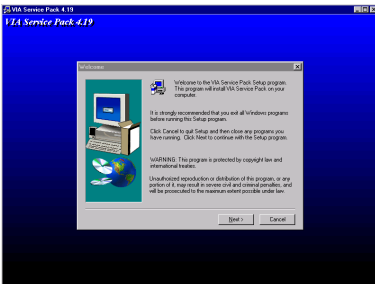 VIA Service Pack 4.19
VIA Service Pack 4.19
Welcome
Welcome to the VIA Service Pack Setup program.
This program will install VIA Service Pack on your
computer.
It is strongly recommended that you exit all Windows programs
before running this Setup program.
Click Cancel to quit Setup and then close any programs you
have running. Click Next to continue with the Setup program.
WARNING: This program is protected by copyright law and
international treaties.
Unauthorized reproduction or distribution of this program, or any
portion of it, may result in severe civil and criminal penalties, and
will be prosecuted to the maximum extent possible under law.
Next >
Cancel